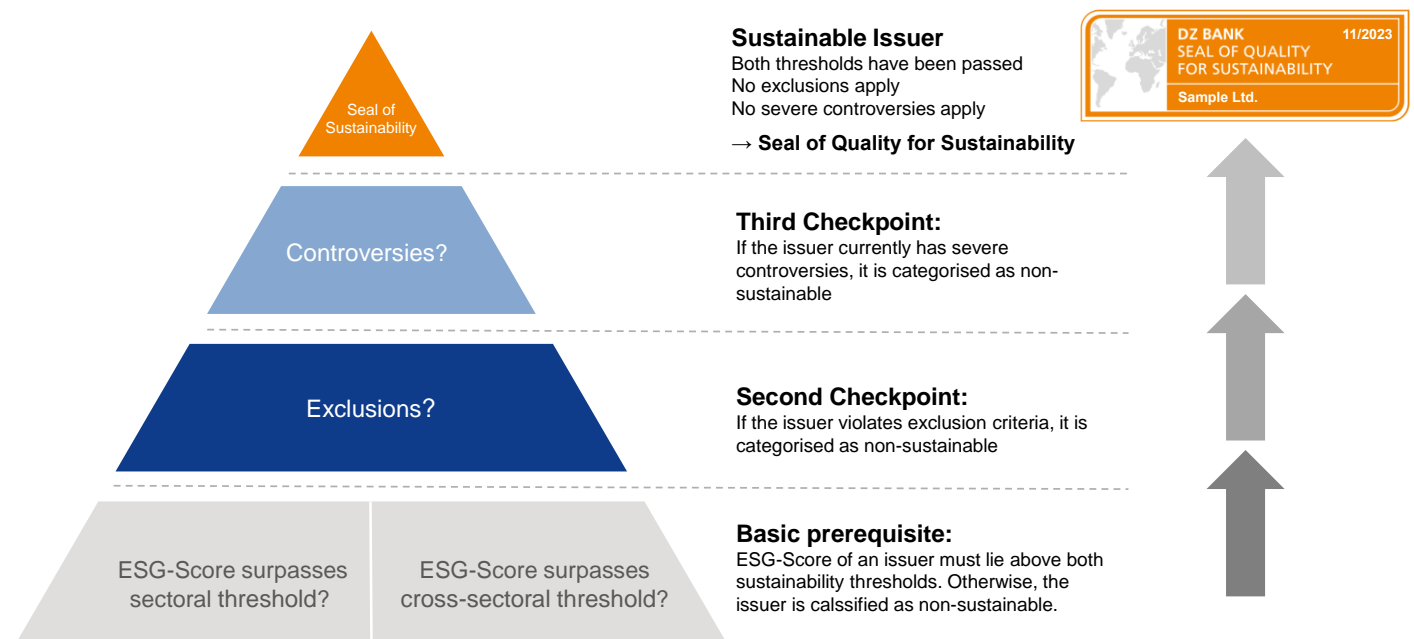 Sustainable Issuer
Both thresholds have been passed
No exclusions apply
No severe controversies apply
→ Seal of Quality for Sustainability
DZ BANK 11/2023
SEAL OF QUALITY
FOR SUSTAINABILITY
Sample Ltd.
Seal of
Sustainability
Controversies?
Third Checkpoint:
If the issuer currently has severe
controversies, it is categorised as non-
sustainable
Exclusions?
Second Checkpoint:
If the issuer violates exclusion criteria, it is
categorised as non-sustainable
ESG-Score surpasses
sectoral threshold?
ESG-Score surpasses
cross-sectoral threshold?
Basic prerequisite:
ESG-Score of an issuer must lie above both
sustainability thresholds. Otherwise, the
issuer is calssified as non-sustainable.